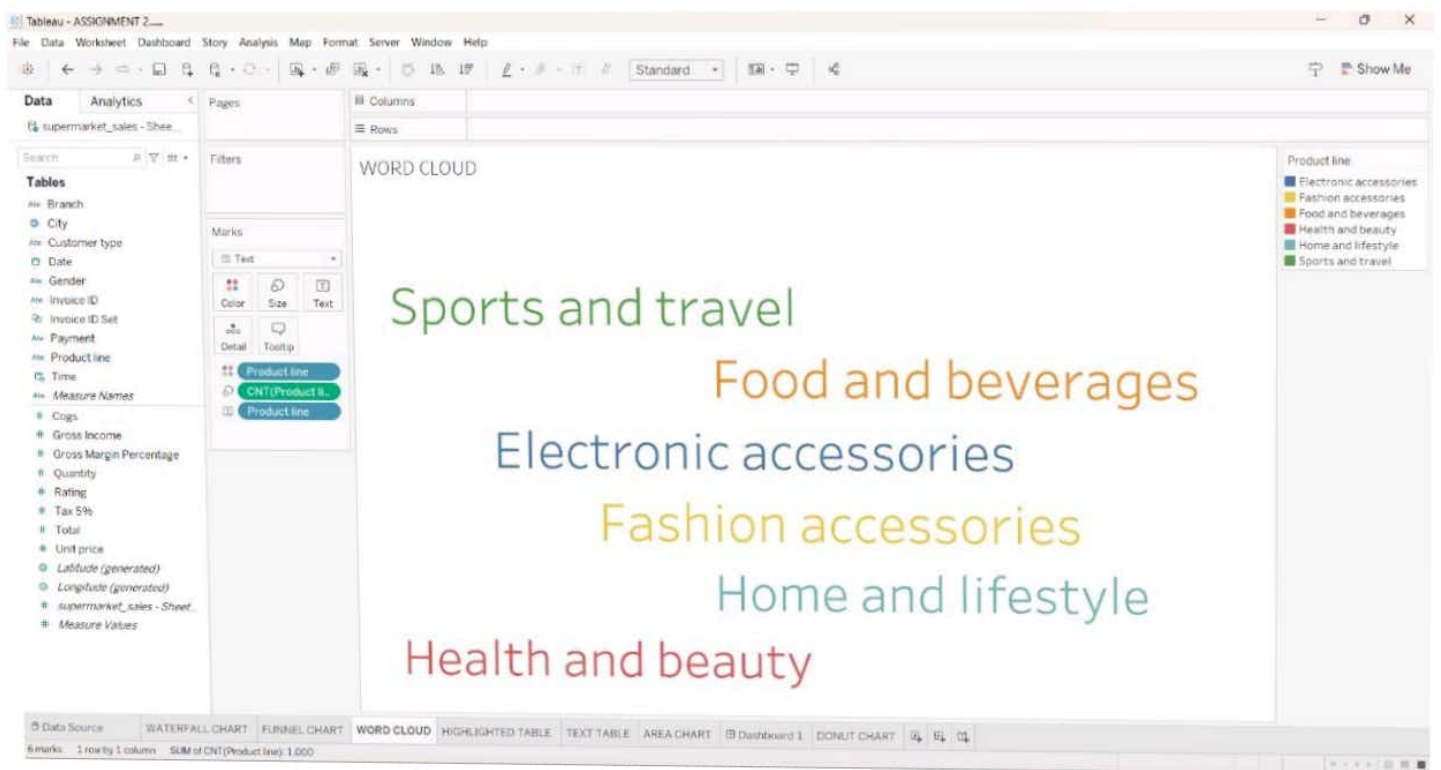 Tableau - ASSIGNMENT 2
File Data Worksheet Dashboard Story Analysis Map Format Server Window Help
Standard
Show Me
Data Analytics
Pages
Columns
supermarket_sales - Shee...
Rows
Search
Filters
WORD CLOUD
Tables
Abc Branch
City
Abc Customer type
Date
Abc Gender
Abc Invoice ID
Invoice ID Set
Abc Payment
Abc Product line
Time
Abc Measure Names
# Cogs
# Gross Income
# Gross Margin Percentage
# Quantity
# Rating
# Tax 5%
# Total
# Unit price
Latitude (generated)
Longitude (generated)
# supermarket_sales - Sheet...
# Measure Values
Marks
Text
Color Size Text
Detail Tooltip
Product line
CNT(Product li...
Product line
Sports and travel
Food and beverages
Electronic accessories
Fashion accessories
Home and lifestyle
Health and beauty
Product line
Electronic accessories
Fashion accessories
Food and beverages
Health and beauty
Home and lifestyle
Sports and travel
Data Source WATERFALL CHART FUNNEL CHART WORD CLOUD HIGHLIGHTED TABLE TEXT TABLE AREA CHART Dashboard 1 DONUT CHART
6 marks 1 row by 1 column SUM of CNT(Product line): 1,000